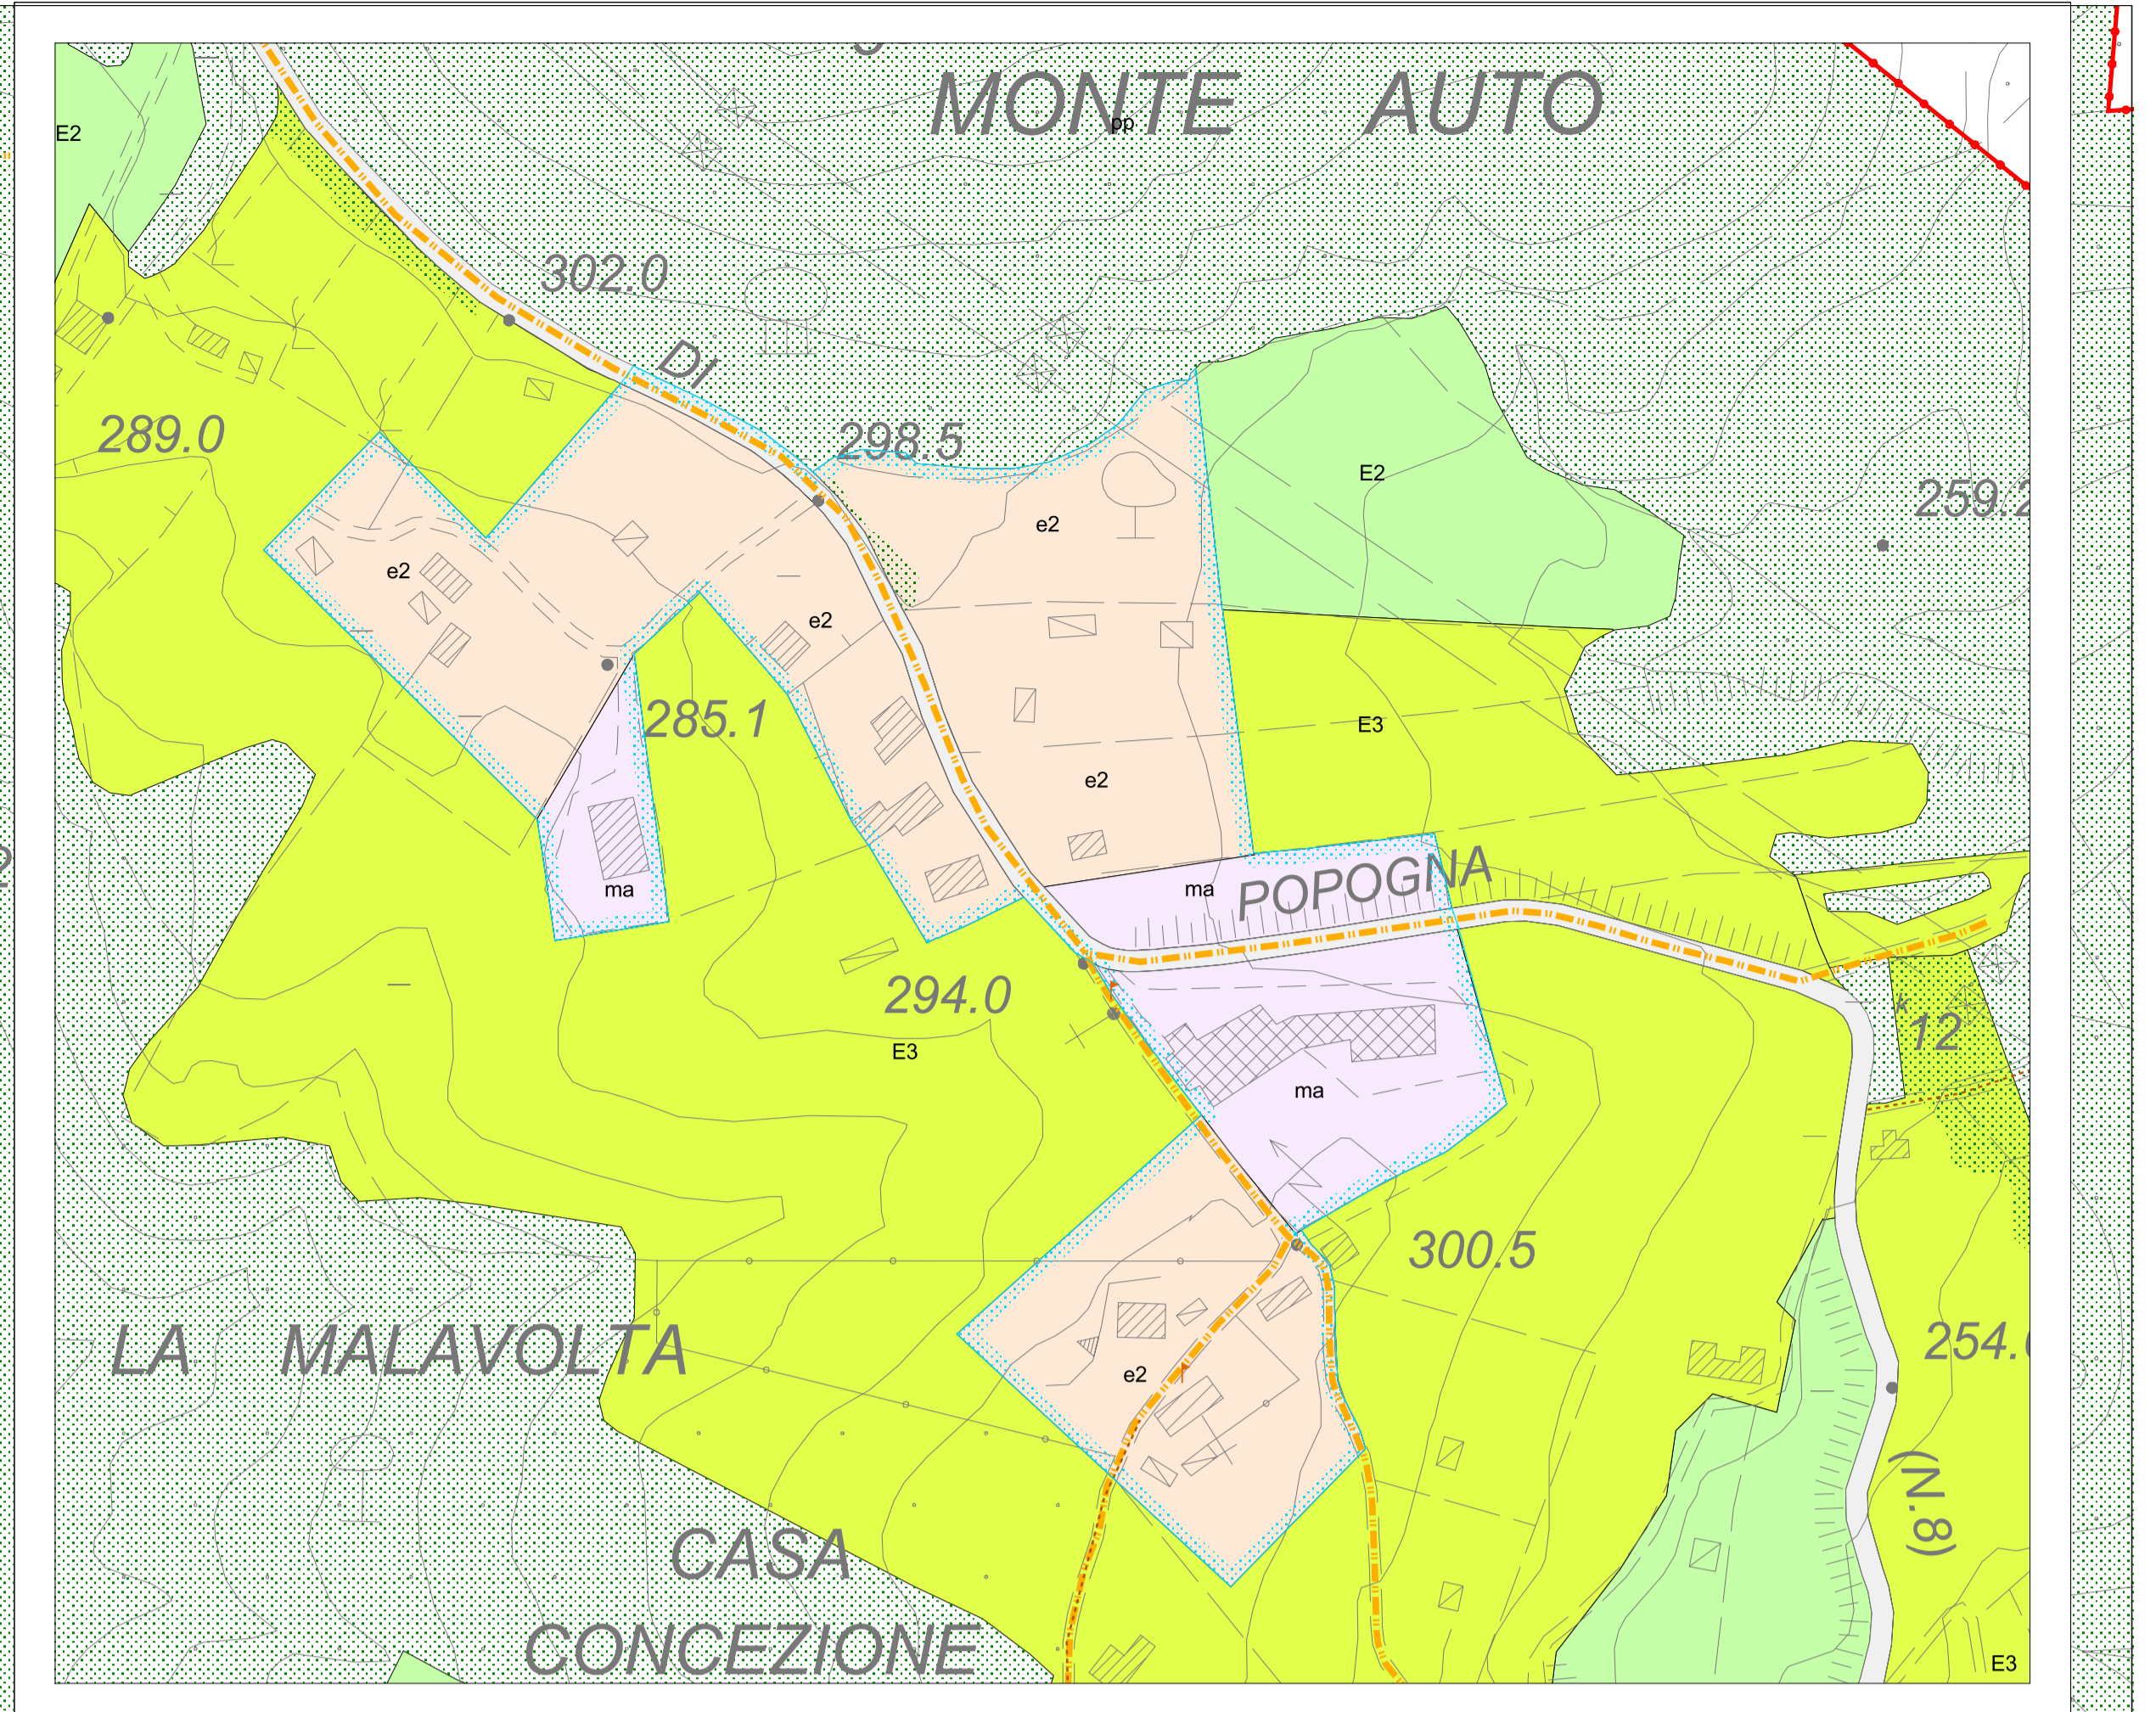 MONTE AUTO
pp
E2
302.0
DI
289.0
298.5
E2
259.2
e2
e2
e2
285.1
E3
e2
ma
ma
POPOGNA
294.0
12
E3
ma
300.5
LA MALAVOLTA
254.0
e2
(N.8)
CASA
CONCEZIONE
E3